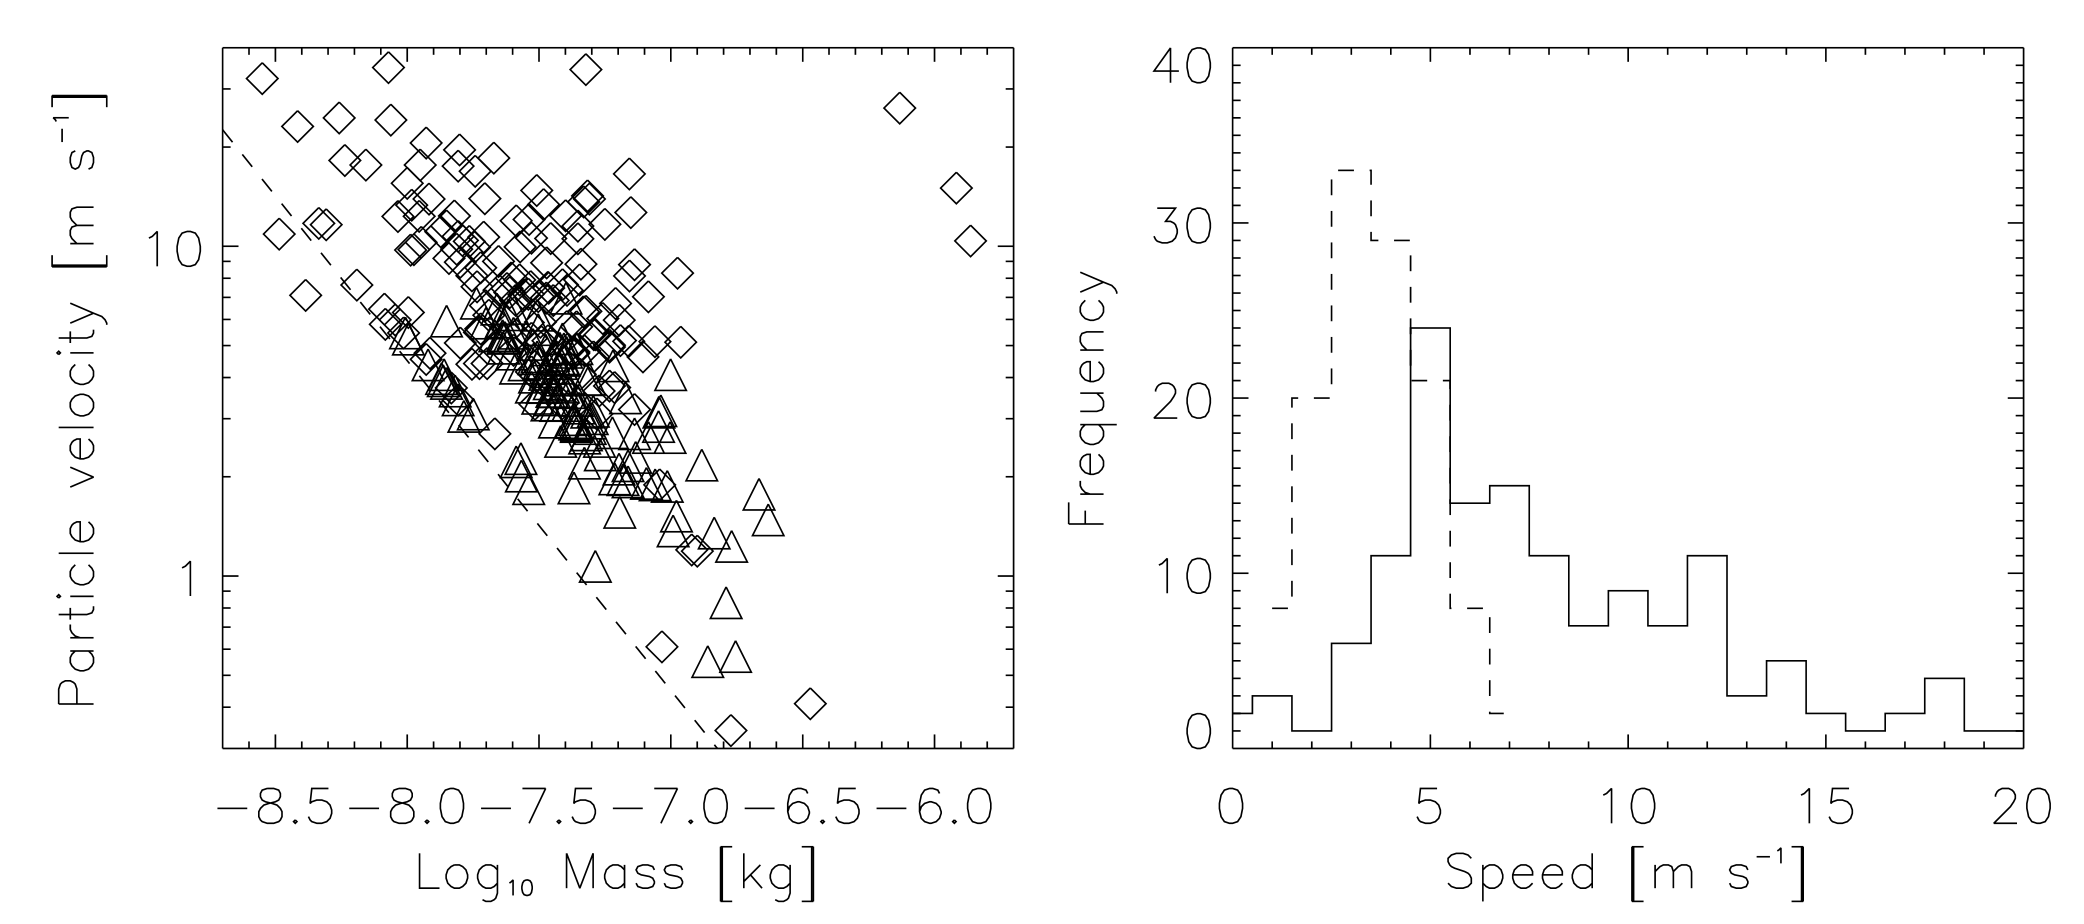 Particle velocity [m s⁻¹]
10
1
−8.5 −8.0 −7.5 −7.0 −6.5 −6.0
Log₁₀ Mass [kg]
Frequency
40
30
20
10
0
0 5 10 15 20
Speed [m s⁻¹]